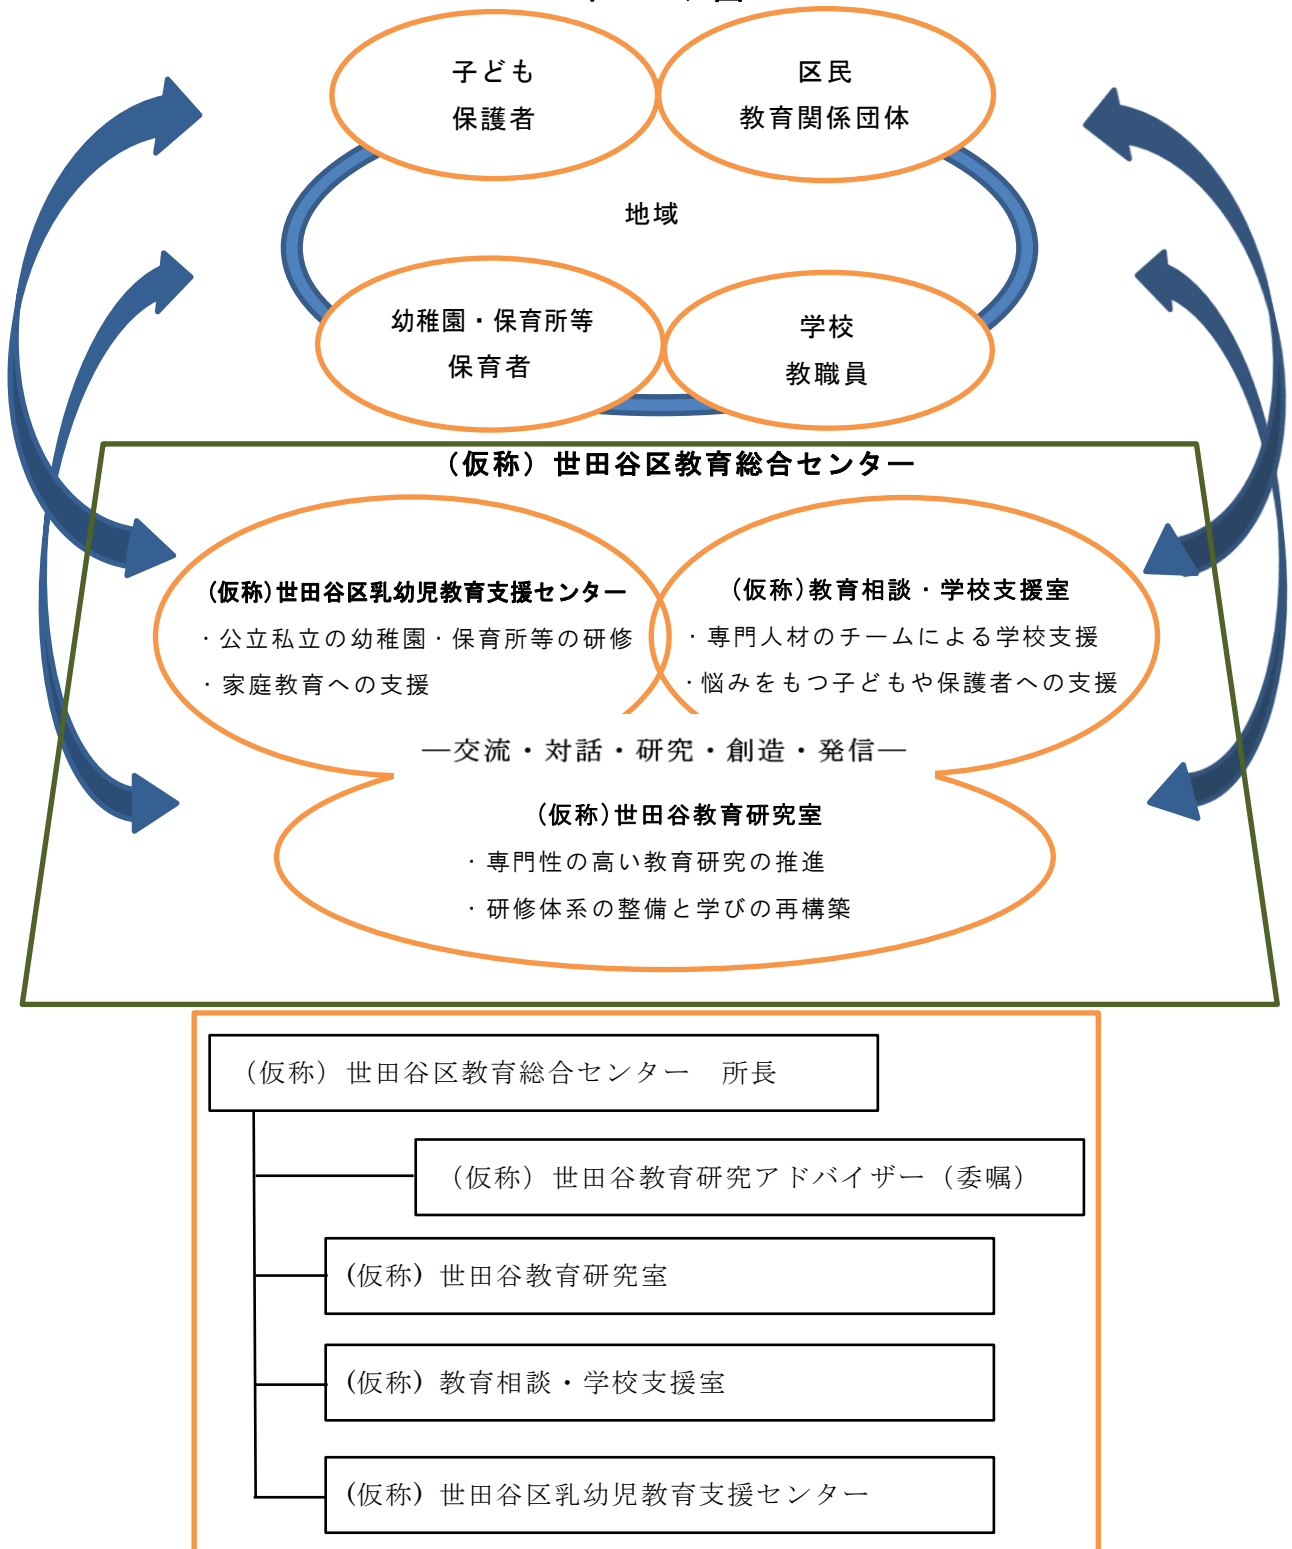 子ども
保護者
区民
教育関係団体
地域
幼稚園・保育所等
保育者
学校
教職員
（仮称）世田谷区教育総合センター
(仮称)世田谷区乳幼児教育支援センター
・公立私立の幼稚園・保育所等の研修
・家庭教育への支援
(仮称)教育相談・学校支援室
・専門人材のチームによる学校支援
・悩みをもつ子どもや保護者への支援
―交流・対話・研究・創造・発信―
(仮称)世田谷教育研究室
・専門性の高い教育研究の推進
・研修体系の整備と学びの再構築
（仮称）世田谷区教育総合センター　所長
（仮称）世田谷教育研究アドバイザー（委嘱）
(仮称) 世田谷教育研究室
(仮称) 教育相談・学校支援室
(仮称) 世田谷区乳幼児教育支援センター